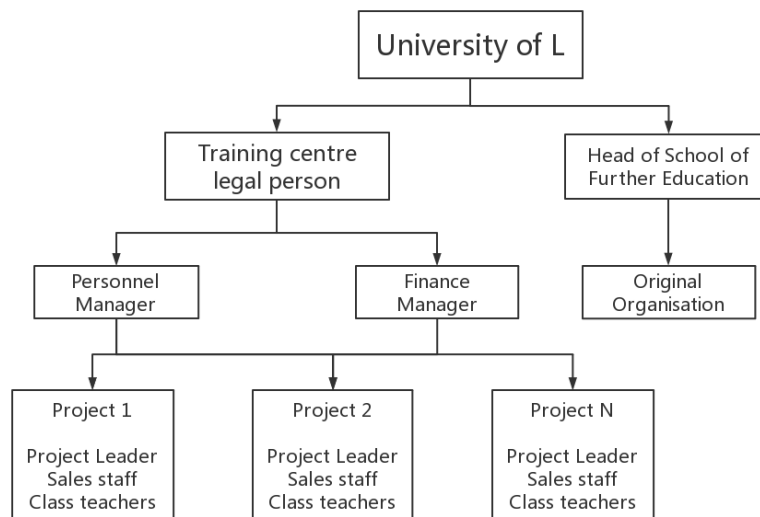 University of L
Training centre
legal person
Head of School of
Further Education
Personnel
Manager
Finance
Manager
Original
Organisation
Project 1
Project Leader
Sales staff
Class teachers
Project 2
Project Leader
Sales staff
Class teachers
Project N
Project Leader
Sales staff
Class teachers